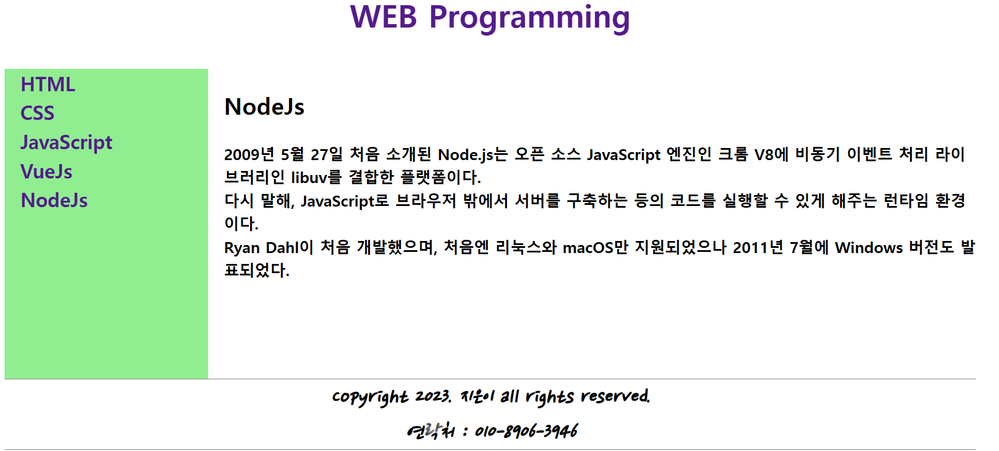 WEB Programming
HTML
CSS
JavaScript
VueJs
NodeJs
NodeJs
2009년 5월 27일 처음 소개된 Node.js는 오픈 소스 JavaScript 엔진인 크롬 V8에 비동기 이벤트 처리 라이
브러리인 libuv를 결합한 플랫폼이다.
다시 말해, JavaScript로 브라우저 밖에서 서버를 구축하는 등의 코드를 실행할 수 있게 해주는 런타임 환경
이다.
Ryan Dahl이 처음 개발했으며, 처음엔 리눅스와 macOS만 지원되었으나 2011년 7월에 Windows 버전도 발
표되었다.
copyright 2023. 지은이 all rights reserved.
연락처 : 010-8906-3946